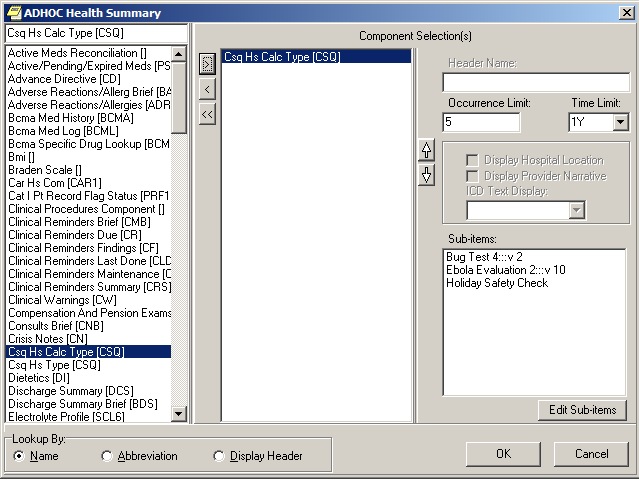 ADHOC Health Summary
Csq Hs Calc Type [CSQ]
Active Meds Reconciliation []
Active/Pending/Expired Meds [PS
Advance Directive [CD]
Adverse Reactions/Allerg Brief [BA
Adverse Reactions/Allergies [ADR
Bcma Med History [BCMA]
Bcma Med Log [BCML]
Bcma Specific Drug Lookup [BCM
Bmi []
Braden Scale []
Car Hs Com [CAR1]
Cat I Pt Record Flag Status [PRF1
Clinical Procedures Component []
Clinical Reminders Brief [CMB]
Clinical Reminders Due [CR]
Clinical Reminders Findings [CF]
Clinical Reminders Last Done [CLD
Clinical Reminders Maintenance [C
Clinical Reminders Summary [CRS]
Clinical Warnings [CW]
Compensation And Pension Exams
Consults Brief [CNB]
Crisis Notes [CN]
Csq Hs Calc Type [CSQ]
Csq Hs Type [CSQ]
Dietetics [DI]
Discharge Summary [DCS]
Discharge Summary Brief [BDS]
Electrolyte Profile [SCL6]
>
<
<<
Component Selection(s)
Csq Hs Calc Type [CSQ]
Header Name:
Occurrence Limit: Time Limit:
5 1Y
Display Hospital Location
Display Provider Narrative
ICD Text Display:
Sub-items:
Bug Test 4:::v 2
Ebola Evaluation 2:::v 10
Holiday Safety Check
Edit Sub-items
Lookup By:
Name Abbreviation Display Header
OK Cancel